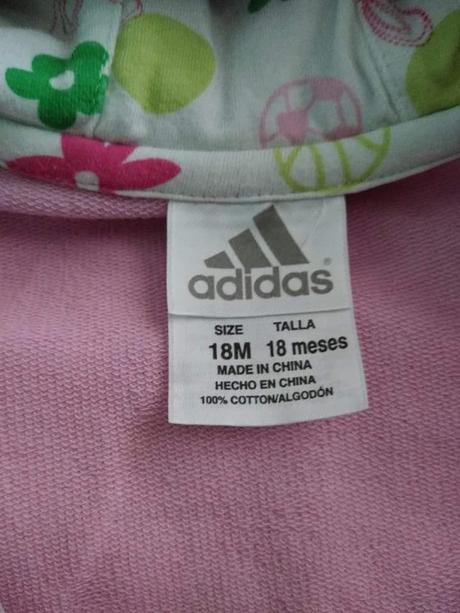 adidas®
SIZE TALLA
18M 18 meses
MADE IN CHINA
HECHO EN CHINA
100% COTTON/ALGODÓN